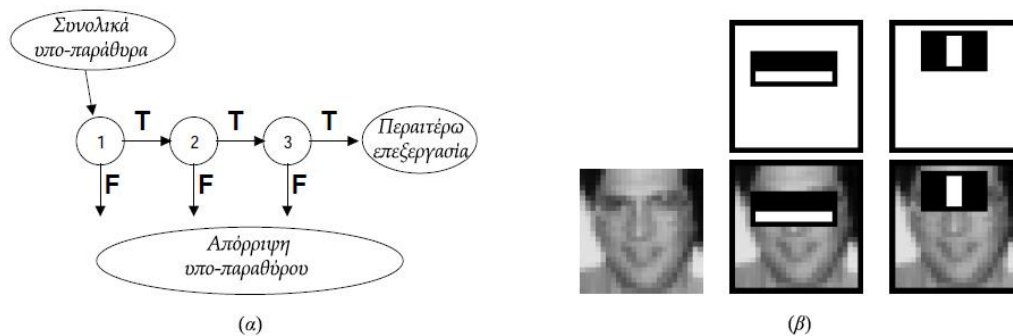 Συνολικά
υπο-παράθυρα
1
T
2
T
3
T
Περαιτέρω
επεξεργασία
F
F
F
Απόρριψη
υπο-παραθύρου
(α)
(β)